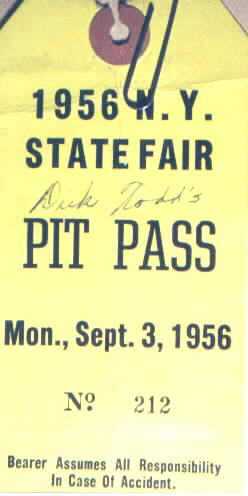 1956 N.Y.
STATE FAIR
Dick Todd's
PIT PASS
Mon., Sept. 3, 1956
No 212
Bearer Assumes All Responsibility
In Case Of Accident.